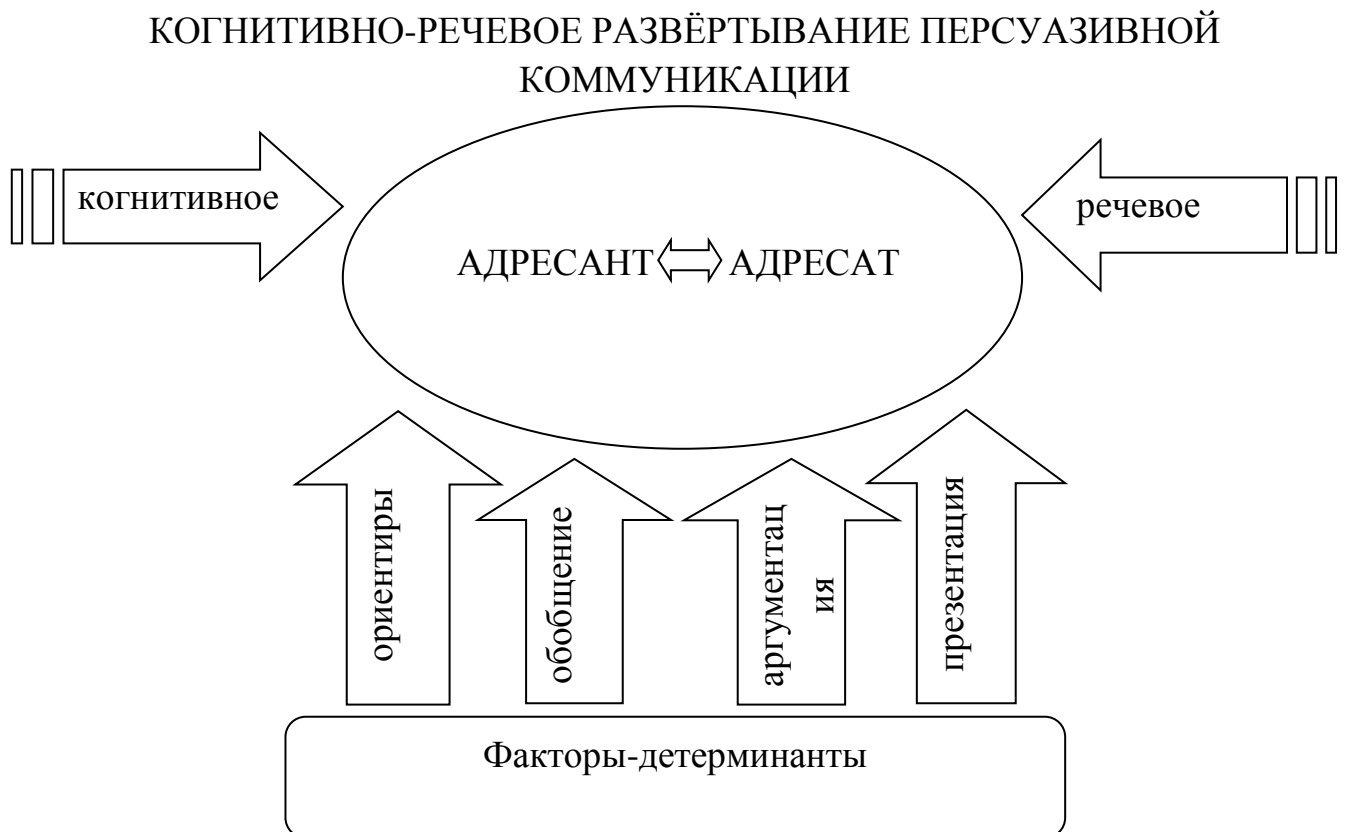 КОГНИТИВНО-РЕЧЕВОЕ РАЗВЁРТЫВАНИЕ ПЕРСУАЗИВНОЙ
КОММУНИКАЦИИ
когнитивное
речевое
АДРЕСАНТ АДРЕСАТ
ориентиры
обобщение
аргументац
ия
презентация
Факторы-детерминанты